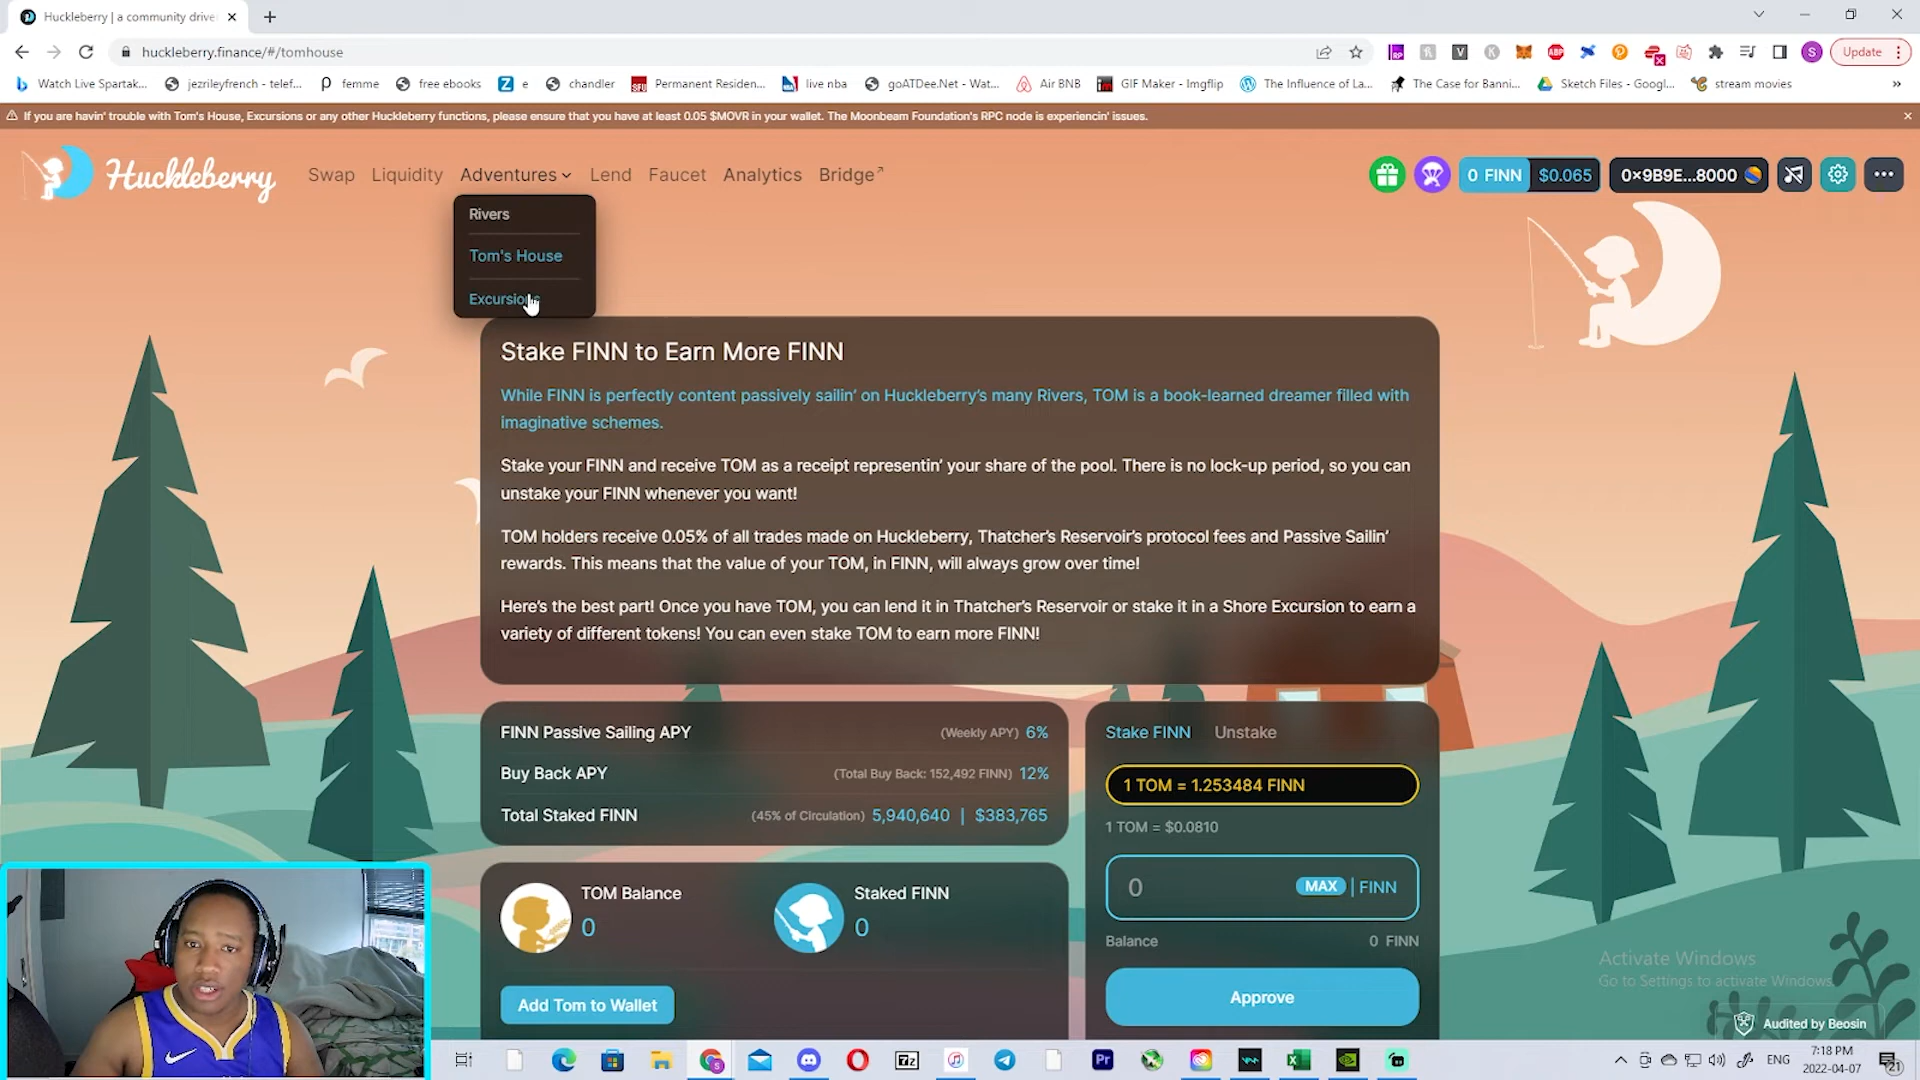 Huckleberry | a community drive
huckleberry.finance/#/tomhouse
Update
Watch Live Spartak...
jezriley­french - telef...
femme
free ebooks
e
chandler
Permanent Residen...
live nba
goATDee.Net - Wat...
Air BNB
GIF Maker - Imgflip
The Influence of La...
The Case for Banni...
Sketch Files - Googl...
stream movies
If you are havin' trouble with Tom's House, Excursions or any other Huckleberry functions, please ensure that you have at least 0.05 $MOVR in your wallet. The Moonbeam Foundation's RPC node is experiencin' issues.
Huckleberry
Swap
Liquidity
Adventures
Lend
Faucet
Analytics
Bridge↗
0 FINN $0.065
0x9B9E...8000
Rivers
Tom's House
Excursions
Stake FINN to Earn More FINN
While FINN is perfectly content passively sailin' on Huckleberry's many Rivers, TOM is a book-learned dreamer filled with
imaginative schemes.
Stake your FINN and receive TOM as a receipt representin' your share of the pool. There is no lock-up period, so you can
unstake your FINN whenever you want!
TOM holders receive 0.05% of all trades made on Huckleberry, Thatcher's Reservoir's protocol fees and Passive Sailin'
rewards. This means that the value of your TOM, in FINN, will always grow over time!
Here's the best part! Once you have TOM, you can lend it in Thatcher's Reservoir or stake it in a Shore Excursion to earn a
variety of different tokens! You can even stake TOM to earn more FINN!
FINN Passive Sailing APY (Weekly APY) 6%
Buy Back APY (Total Buy Back: 152,492 FINN) 12%
Total Staked FINN (45% of Circulation) 5,940,640 | $383,765
Stake FINN Unstake
1 TOM = 1.253484 FINN
1 TOM = $0.0810
0 MAX | FINN
Balance 0 FINN
Approve
TOM Balance
0
Staked FINN
0
Add Tom to Wallet
Activate Windows
Go to Settings to activate Windows.
Audited by Beosin
ENG
7:18 PM
2022-04-07
21